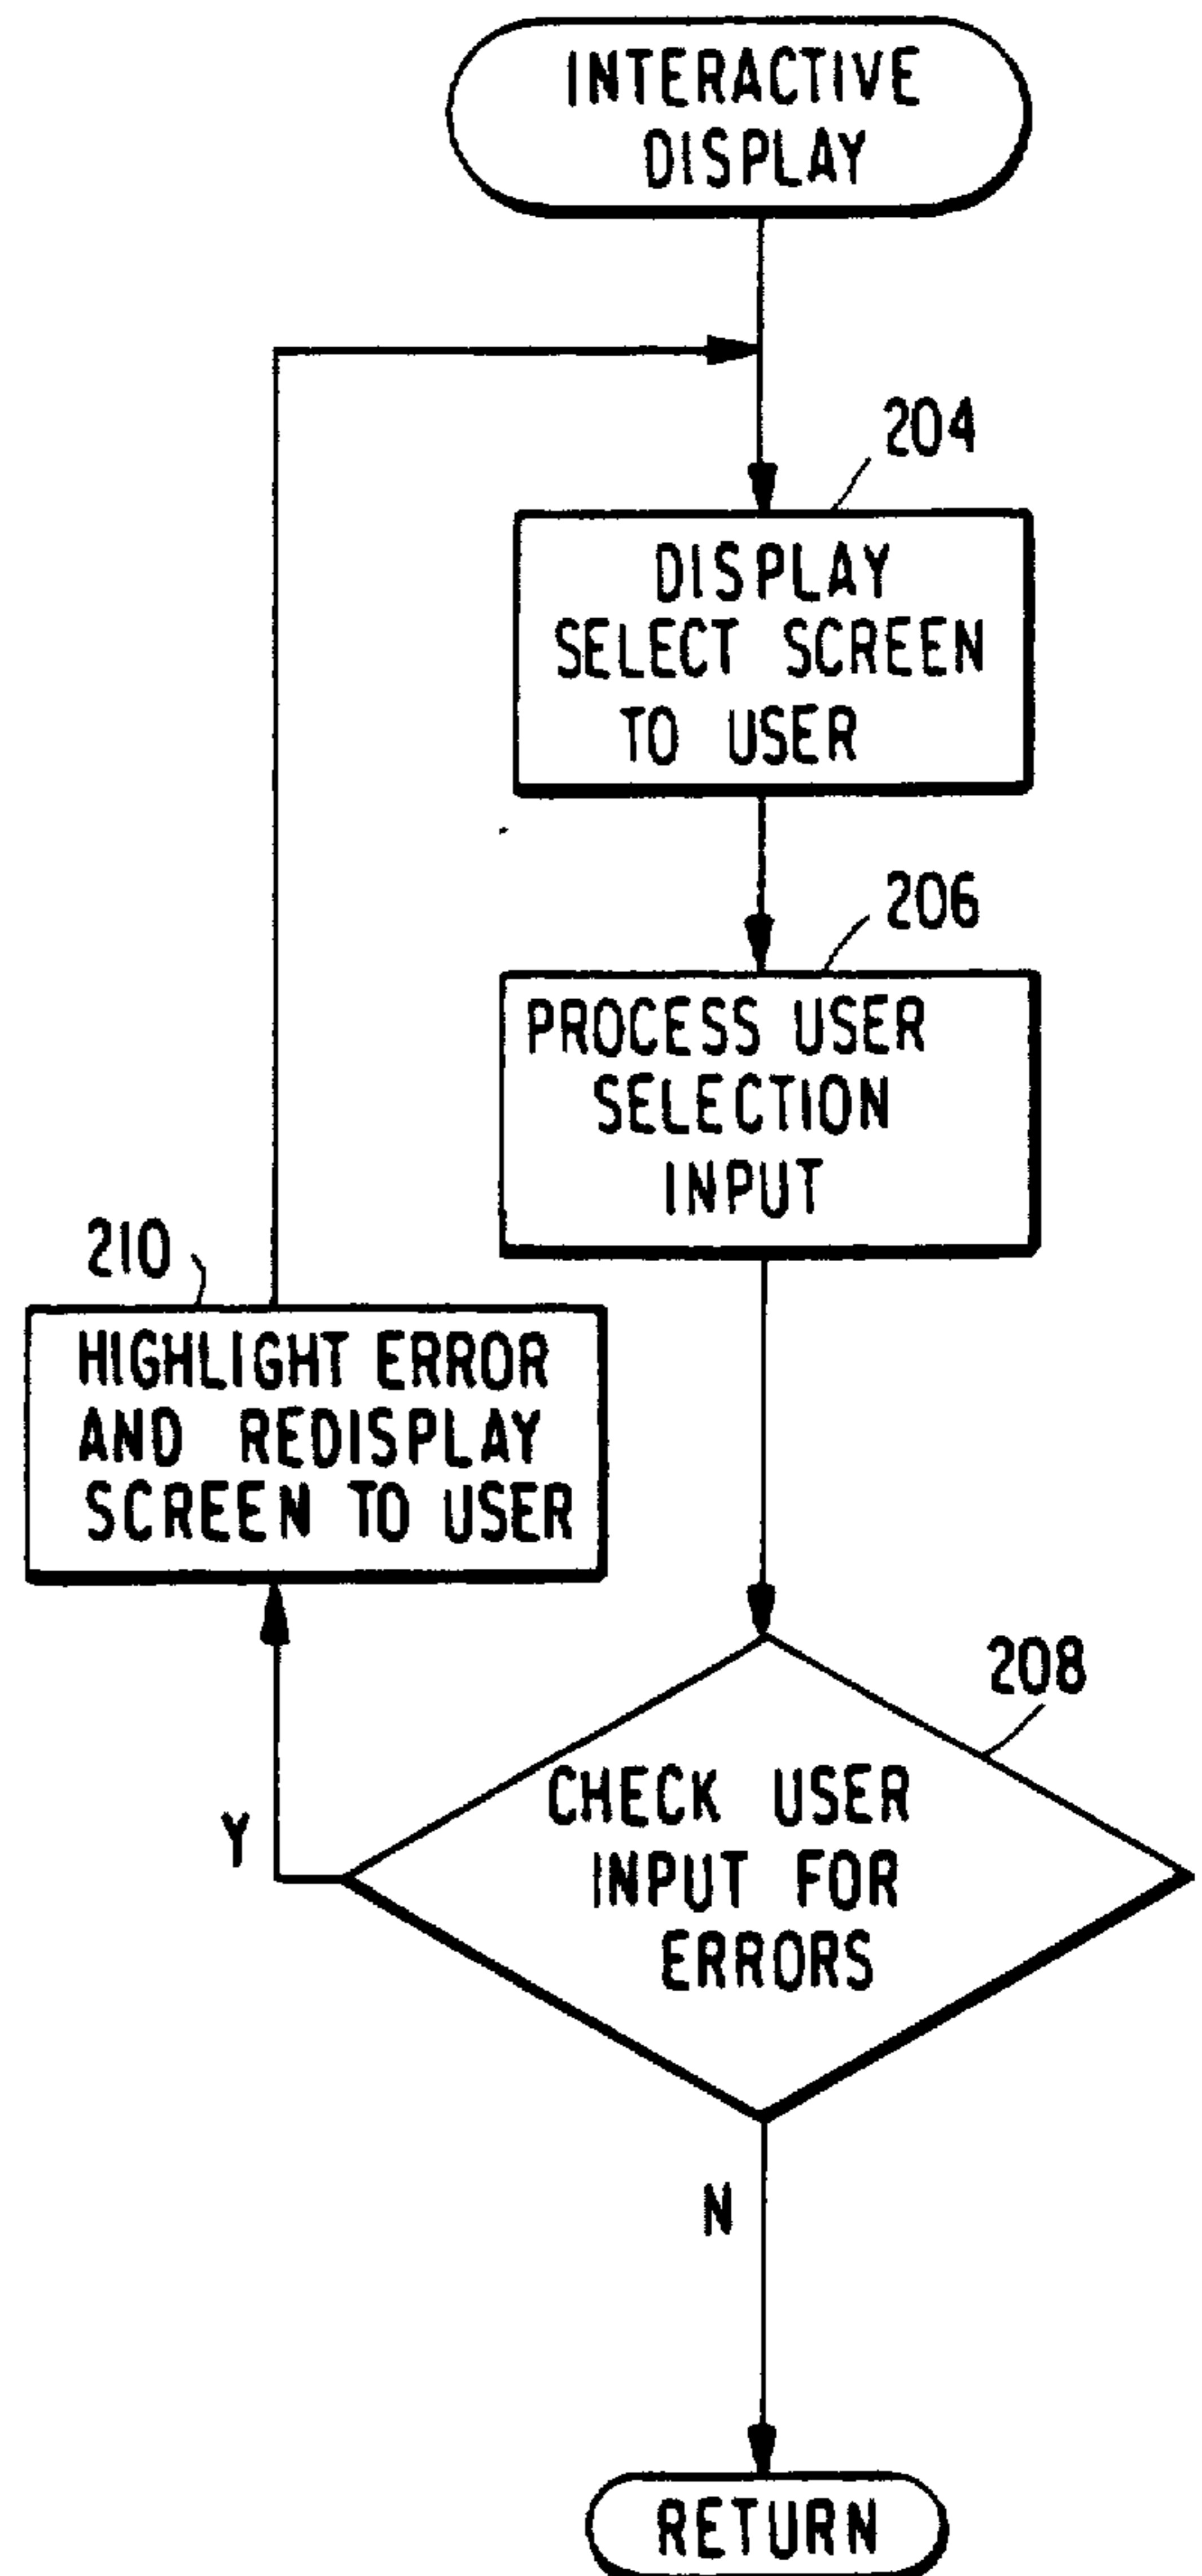 INTERACTIVE
DISPLAY
204
DISPLAY
SELECT SCREEN
TO USER
206
PROCESS USER
SELECTION
INPUT
210
HIGHLIGHT ERROR
AND REDISPLAY
SCREEN TO USER
208
CHECK USER
INPUT FOR
ERRORS
Y
N
RETURN